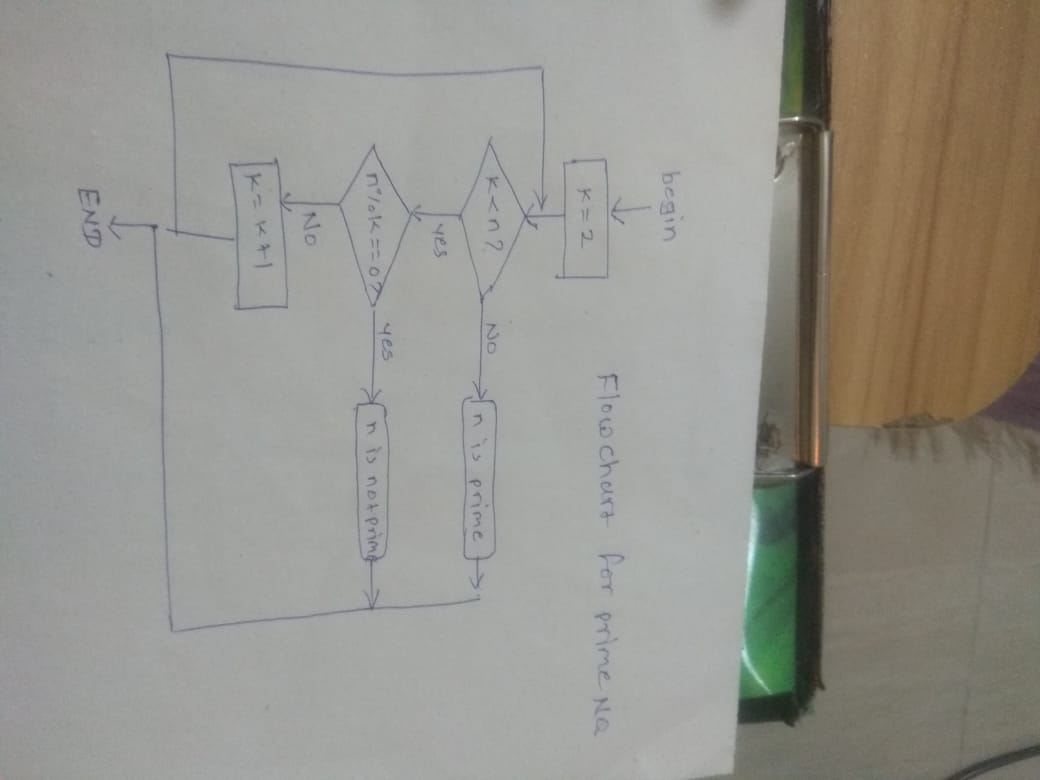 begin
Flowchart for prime No
K = 2
K < n ?
No
n is prime
yes
n % K == 0 ?
yes
n is not prime
No
K = K + 1
END